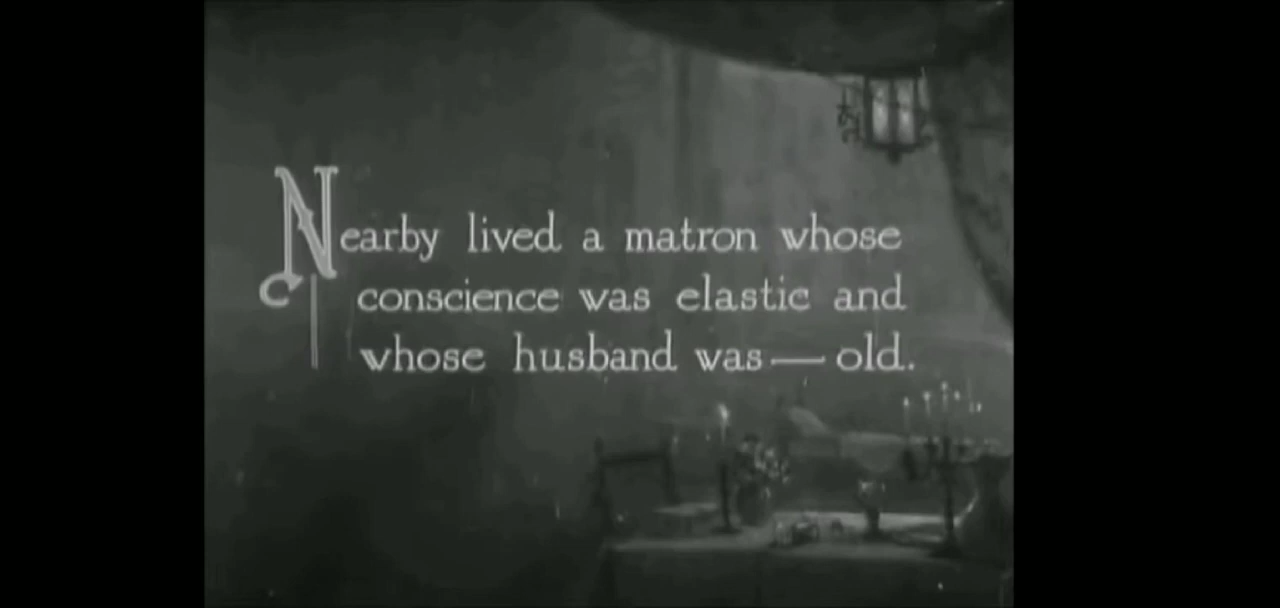 Nearby lived a matron whose
conscience was elastic and
whose husband was — old.